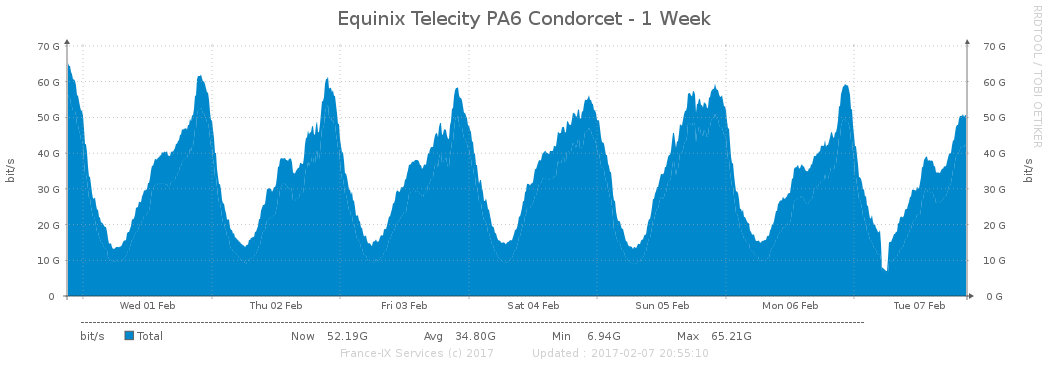 Equinix Telecity PA6 Condorcet - 1 Week
RRDTOOL / TOBI OETIKER
70 G 70 G
60 G 60 G
50 G 50 G
40 G 40 G
30 G 30 G
20 G 20 G
10 G 10 G
0 0 G
bit/s bit/s
Wed 01 Feb Thu 02 Feb Fri 03 Feb Sat 04 Feb Sun 05 Feb Mon 06 Feb Tue 07 Feb
bit/s Total Now 52.19G Avg 34.80G Min 6.94G Max 65.21G
France-IX Services (c) 2017 Updated : 2017-02-07 20:55:10